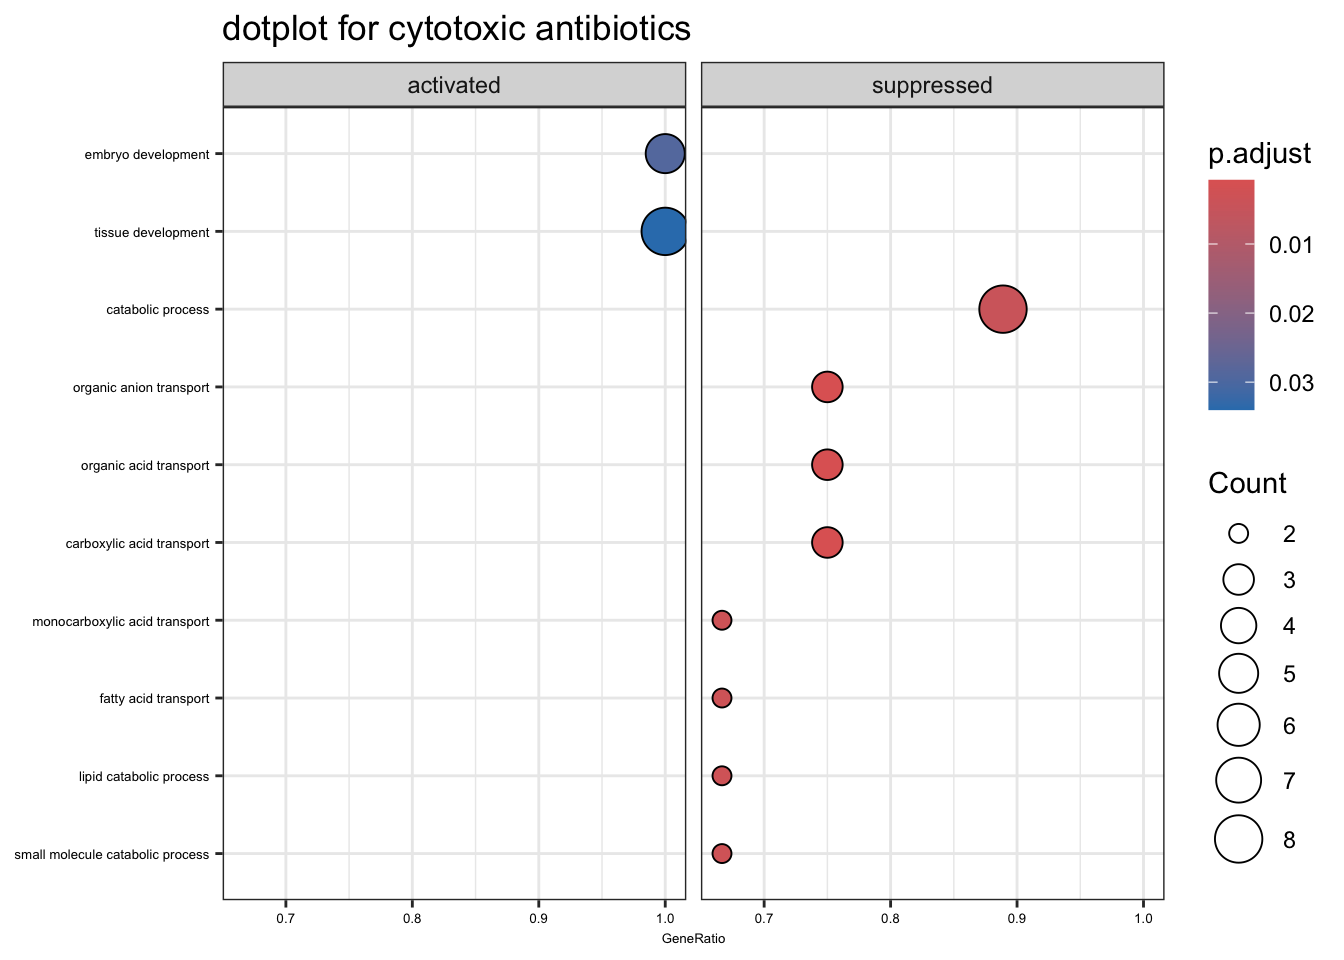 dotplot for cytotoxic antibiotics
activated
suppressed
embryo development
tissue development
catabolic process
organic anion transport
organic acid transport
carboxylic acid transport
monocarboxylic acid transport
fatty acid transport
lipid catabolic process
small molecule catabolic process
0.7 0.8 0.9 1.0
0.7 0.8 0.9 1.0
GeneRatio
p.adjust
0.01
0.02
0.03
Count
2
3
4
5
6
7
8